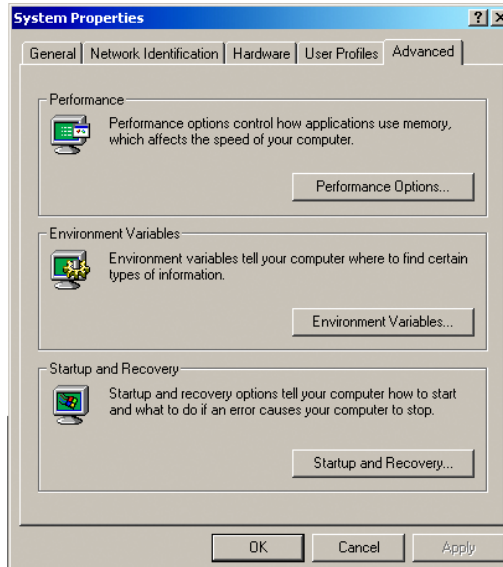 System Properties
General
Network Identification
Hardware
User Profiles
Advanced
Performance
Performance options control how applications use memory,
which affects the speed of your computer.
Performance Options...
Environment Variables
Environment variables tell your computer where to find certain
types of information.
Environment Variables...
Startup and Recovery
Startup and recovery options tell your computer how to start
and what to do if an error causes your computer to stop.
Startup and Recovery...
OK
Cancel
Apply